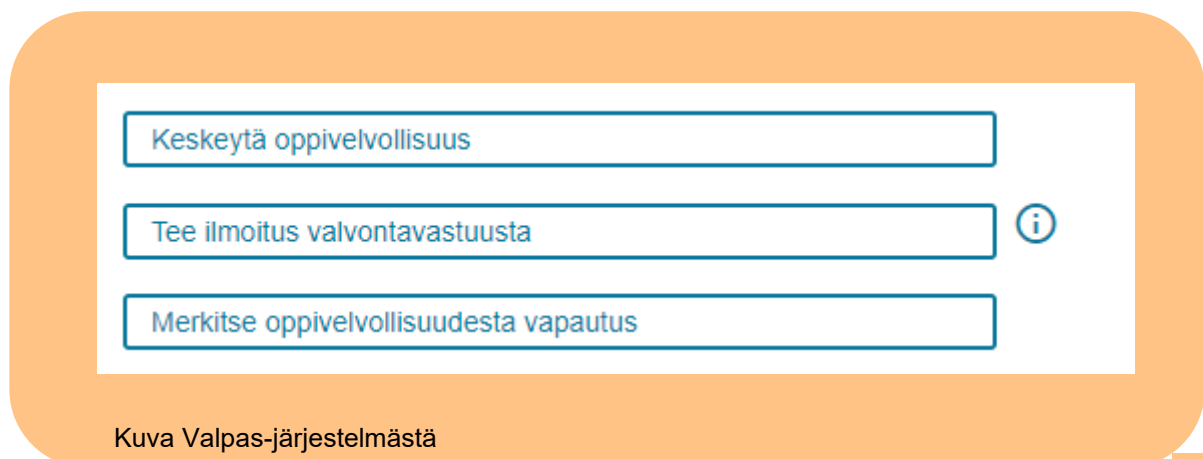 Keskeytä oppivelvollisuus
Tee ilmoitus valvontavastuusta
Merkitse oppivelvollisuudesta vapautus
Kuva Valpas-järjestelmästä